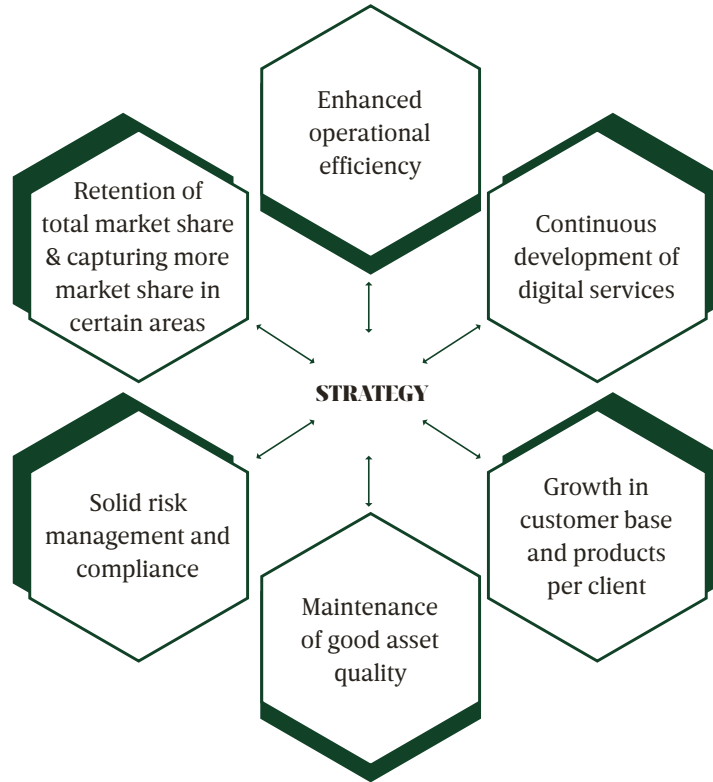 Enhanced
operational
efficiency
Retention of
total market share
& capturing more
market share in
certain areas
Continuous
development of
digital services
STRATEGY
Solid risk
management and
compliance
Growth in
customer base
and products
per client
Maintenance
of good asset
quality